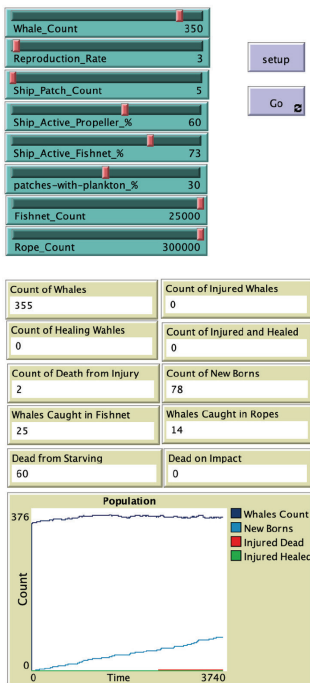 Whale_Count 350
setup
Reproduction_Rate 3
Ship_Patch_Count 5
Go
Ship_Active_Propeller_% 60
Ship_Active_Fishnet_% 73
patches-with-plankton_% 30
Fishnet_Count 25000
Rope_Count 300000
Count of Whales
355
Count of Injured Whales
0
Count of Healing Wahles
0
Count of Injured and Healed
0
Count of Death from Injury
2
Count of New Borns
78
Whales Caught in Fishnet
25
Whales Caught in Ropes
14
Dead from Starving
60
Dead on Impact
0
Population
376
Count
0
0
Time
3740
Whales Count
New Borns
Injured Dead
Injured Healed